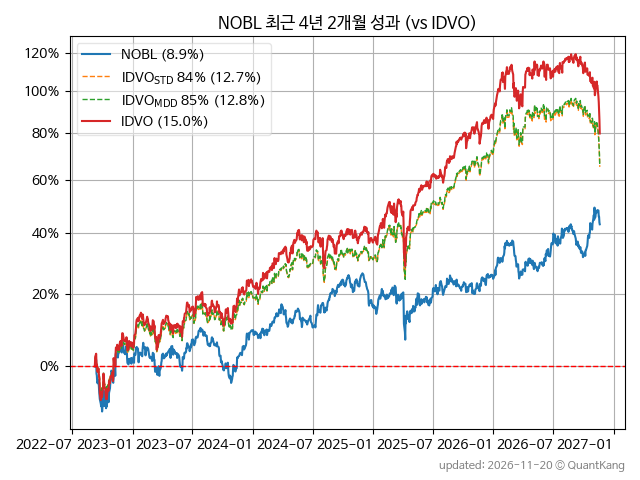 NOBL 최근 4년 2개월 성과 (vs IDVO)
NOBL (8.9%)
IDVO_STD 84% (12.7%)
IDVO_MDD 85% (12.8%)
IDVO (15.0%)
120%
100%
80%
60%
40%
20%
0%
2022-07 2023-01 2023-07 2024-01 2024-07 2025-01 2025-07 2026-01 2026-07 2027-01
updated: 2026-11-20 © QuantKang